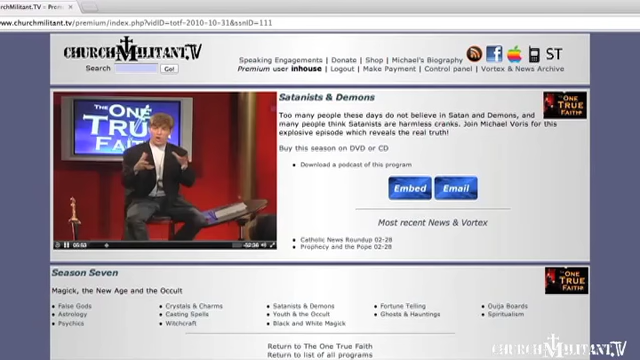 www.churchmilitant.tv/premium/index.php?vidID=totf-2010-10-31&ssnID=111
CHURCHMILITANT.TV
Search Go!
Speaking Engagements | Donate | Shop | Michael's Biography
Premium user inhouse | Logout | Make Payment | Control panel | Vortex & News Archive
ST
THE ONE TRUE FAITH
Satanists & Demons
Too many people these days do not believe in Satan and Demons, and
many people think Satanists are harmless cranks. Join Michael Voris for this
explosive episode which reveals the real truth!
THE ONE TRUE FAITH
Buy this season on DVD or CD
Download a podcast of this program
Embed Email
Most recent News & Vortex
Catholic News Roundup 02-28
Prophecy and the Pope 02-28
05:53 -52:36
Season Seven
THE ONE TRUE FAITH
Magick, the New Age and the Occult
False Gods Crystals & Charms Satanists & Demons Fortune Telling Ouija Boards
Astrology Casting Spells Youth & the Occult Ghosts & Hauntings Spiritualism
Psychics Witchcraft Black and White Magick
Return to The One True Faith
Return to list of all programs
CHURCHMILITANT.TV